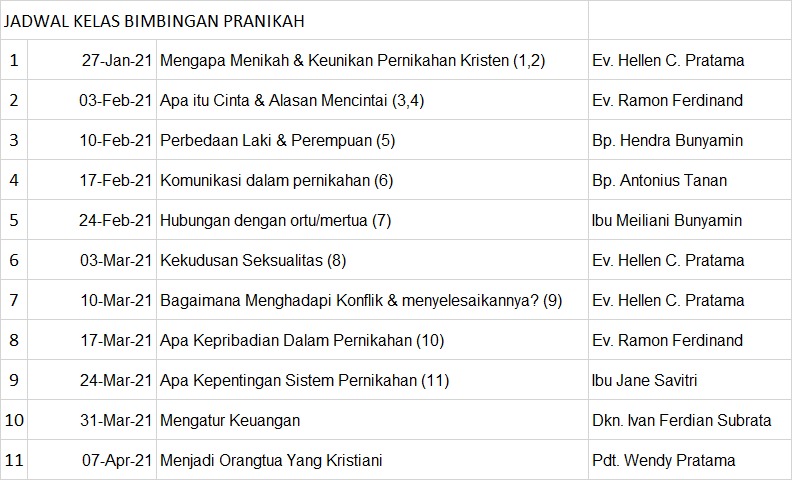 JADWAL KELAS BIMBINGAN PRANIKAH
1 27-Jan-21 Mengapa Menikah & Keunikan Pernikahan Kristen (1,2) Ev. Hellen C. Pratama
2 03-Feb-21 Apa itu Cinta & Alasan Mencintai (3,4) Ev. Ramon Ferdinand
3 10-Feb-21 Perbedaan Laki & Perempuan (5) Bp. Hendra Bunyamin
4 17-Feb-21 Komunikasi dalam pernikahan (6) Bp. Antonius Tanan
5 24-Feb-21 Hubungan dengan ortu/mertua (7) Ibu Meiliani Bunyamin
6 03-Mar-21 Kekudusan Seksualitas (8) Ev. Hellen C. Pratama
7 10-Mar-21 Bagaimana Menghadapi Konflik & menyelesaikannya? (9) Ev. Hellen C. Pratama
8 17-Mar-21 Apa Kepribadian Dalam Pernikahan (10) Ev. Ramon Ferdinand
9 24-Mar-21 Apa Kepentingan Sistem Pernikahan (11) Ibu Jane Savitri
10 31-Mar-21 Mengatur Keuangan Dkn. Ivan Ferdian Subrata
11 07-Apr-21 Menjadi Orangtua Yang Kristiani Pdt. Wendy Pratama